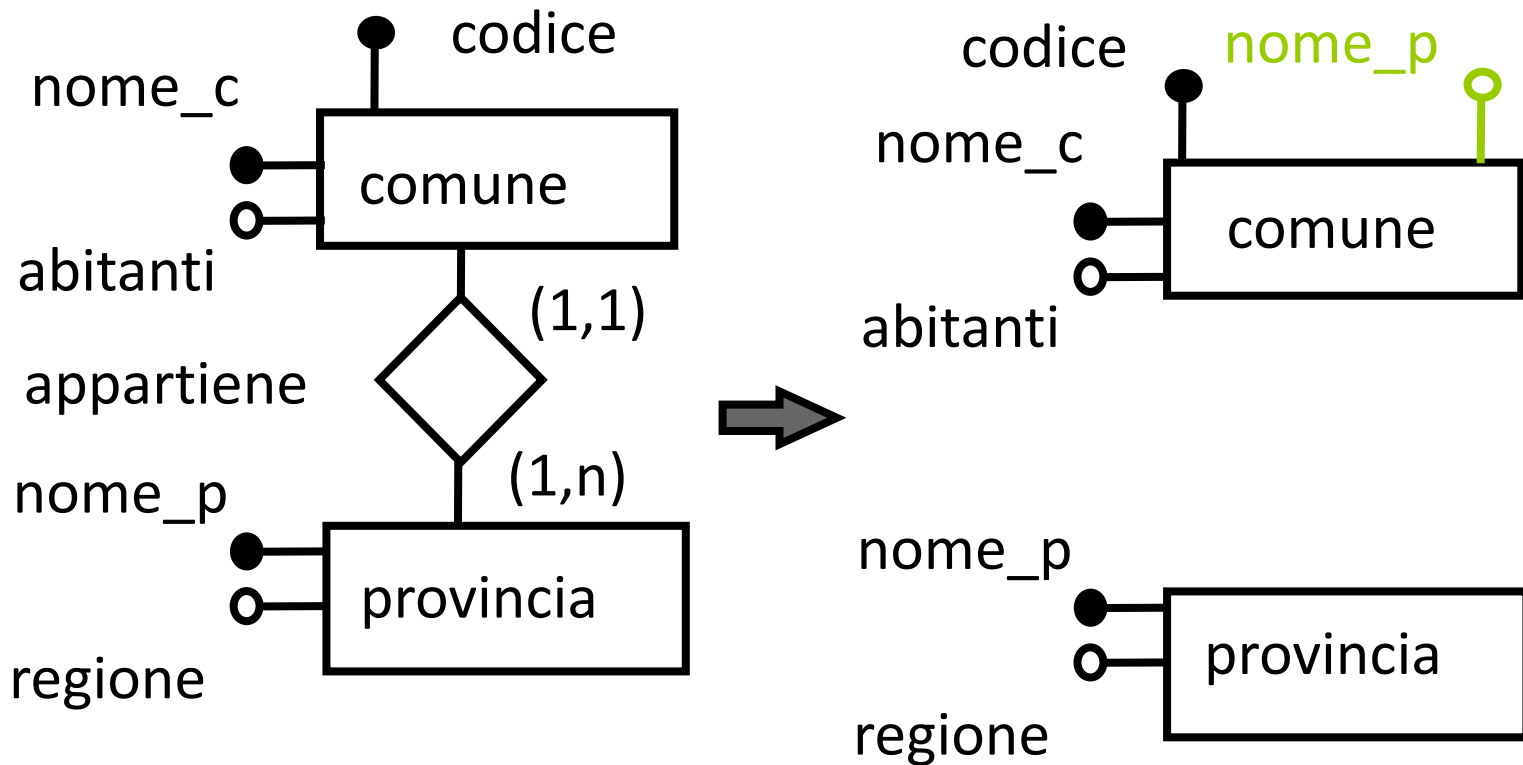 codice
nome_c
comune
abitanti
(1,1)
appartiene
(1,n)
nome_p
provincia
regione
codice
nome_p
nome_c
comune
abitanti
nome_p
provincia
regione